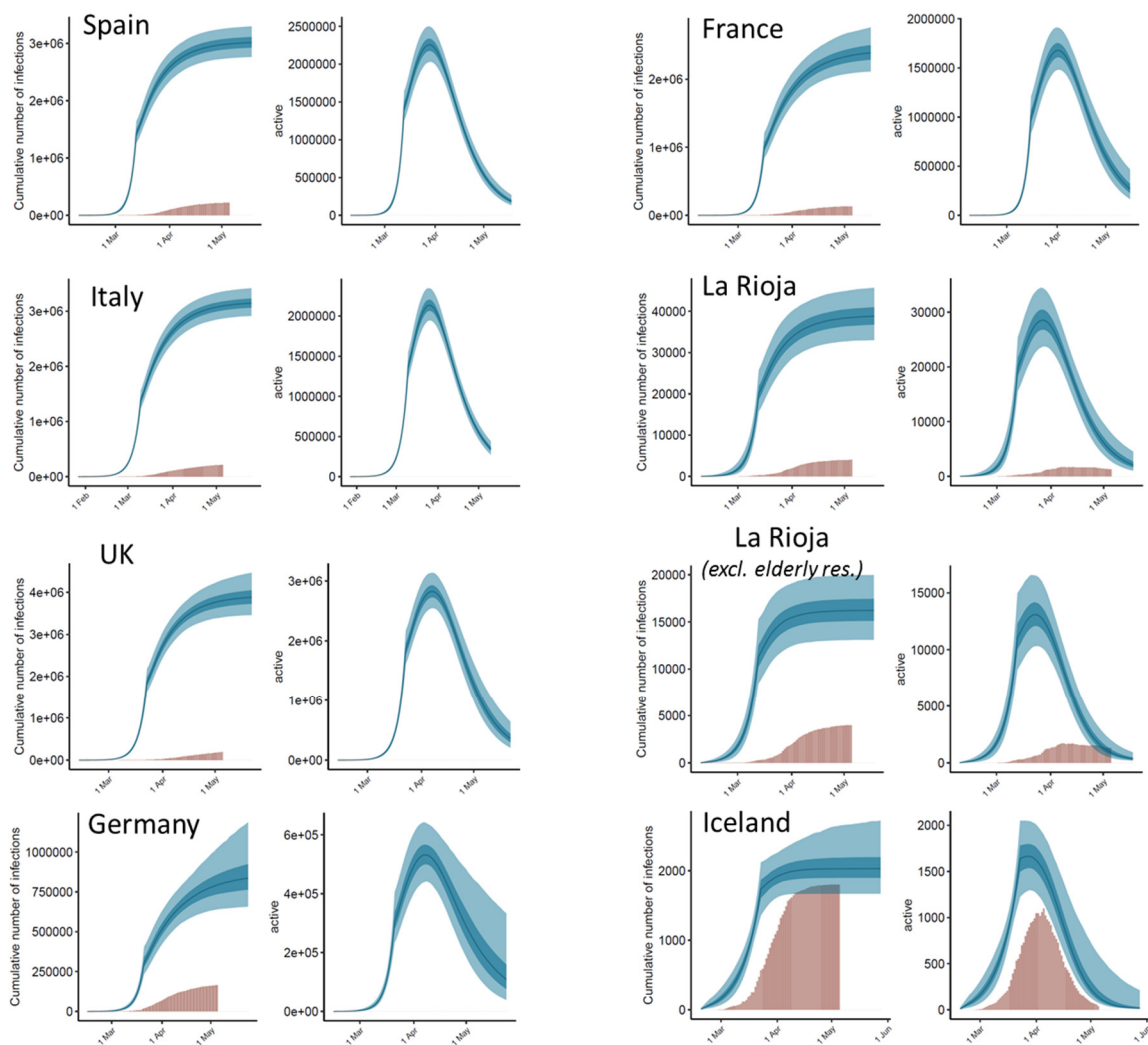 Spain
Cumulative number of infections
3e+06
2e+06
1e+06
0e+00
1 Mar
1 Apr
1 May
active
2500000
2000000
1500000
1000000
500000
0
1 Mar
1 Apr
1 May
France
Cumulative number of infections
2e+06
1e+06
0e+00
1 Mar
1 Apr
1 May
active
2000000
1500000
1000000
500000
0
1 Mar
1 Apr
1 May
Italy
Cumulative number of infections
3e+06
2e+06
1e+06
0e+00
1 Feb
1 Mar
1 Apr
1 May
active
2000000
1500000
1000000
500000
0
1 Feb
1 Mar
1 Apr
1 May
La Rioja
Cumulative number of infections
40000
30000
20000
10000
0
1 Mar
1 Apr
1 May
active
30000
20000
10000
0
1 Mar
1 Apr
1 May
UK
Cumulative number of infections
4e+06
3e+06
2e+06
1e+06
0e+00
1 Mar
1 Apr
1 May
active
3e+06
2e+06
1e+06
0e+00
1 Mar
1 Apr
1 May
La Rioja
(excl. elderly res.)
Cumulative number of infections
20000
15000
10000
5000
0
1 Mar
1 Apr
1 May
active
15000
10000
5000
0
1 Mar
1 Apr
1 May
Germany
Cumulative number of infections
1000000
750000
500000
250000
0
1 Mar
1 Apr
1 May
active
6e+05
4e+05
2e+05
0e+00
1 Mar
1 Apr
1 May
Iceland
Cumulative number of infections
2000
1000
0
1 Mar
1 Apr
1 May
1 Jun
active
2000
1500
1000
500
0
1 Mar
1 Apr
1 May
1 Jun